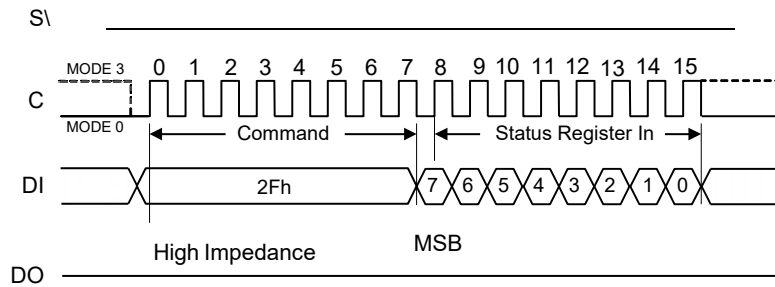 S\
MODE 3
0 1 2 3 4 5 6 7 8 9 10 11 12 13 14 15
C
MODE 0
Command
Status Register In
DI
2Fh
7 6 5 4 3 2 1 0
High Impedance
MSB
DO